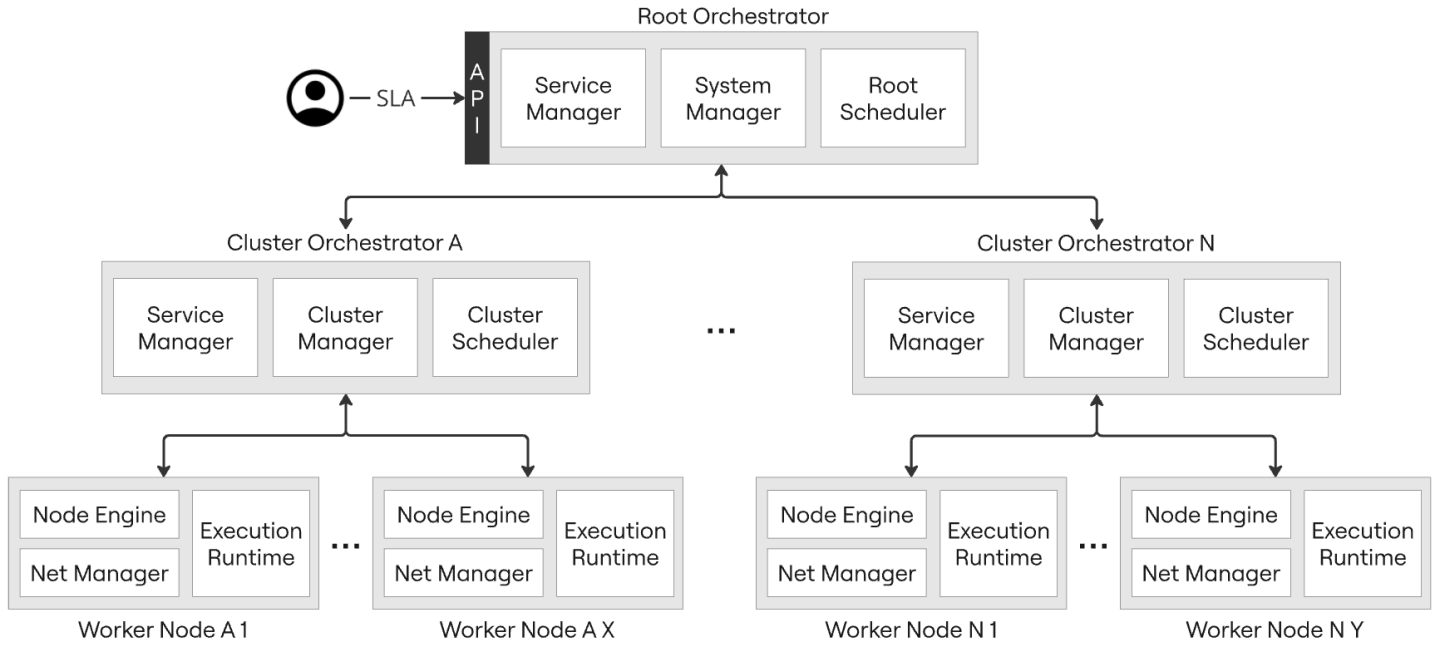 Root Orchestrator
SLA
A
P
I
Service
Manager
System
Manager
Root
Scheduler
Cluster Orchestrator A
Service
Manager
Cluster
Manager
Cluster
Scheduler
...
Cluster Orchestrator N
Service
Manager
Cluster
Manager
Cluster
Scheduler
Node Engine
Net Manager
Execution
Runtime
Worker Node A 1
...
Node Engine
Net Manager
Execution
Runtime
Worker Node A X
Node Engine
Net Manager
Execution
Runtime
Worker Node N 1
...
Node Engine
Net Manager
Execution
Runtime
Worker Node N Y